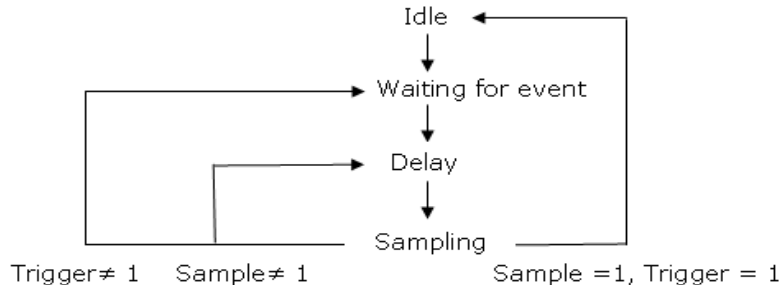 Idle
Waiting for event
Delay
Sampling
Trigger≠ 1 Sample≠ 1 Sample =1, Trigger = 1